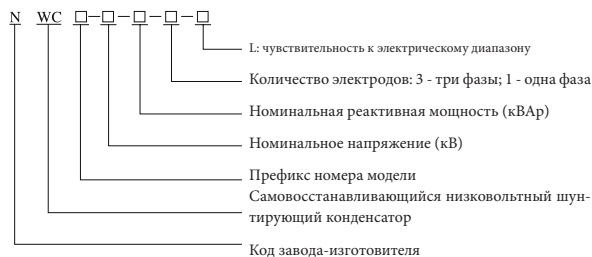 N WC □-□-□-□-□
L: чувствительность к электрическому диапазону
Количество электродов: 3 - три фазы; 1 - одна фаза
Номинальная реактивная мощность (кВАр)
Номинальное напряжение (кВ)
Префикс номера модели
Самовосстанавливающийся низковольтный шун-
тирующий конденсатор
Код завода-изготовителя